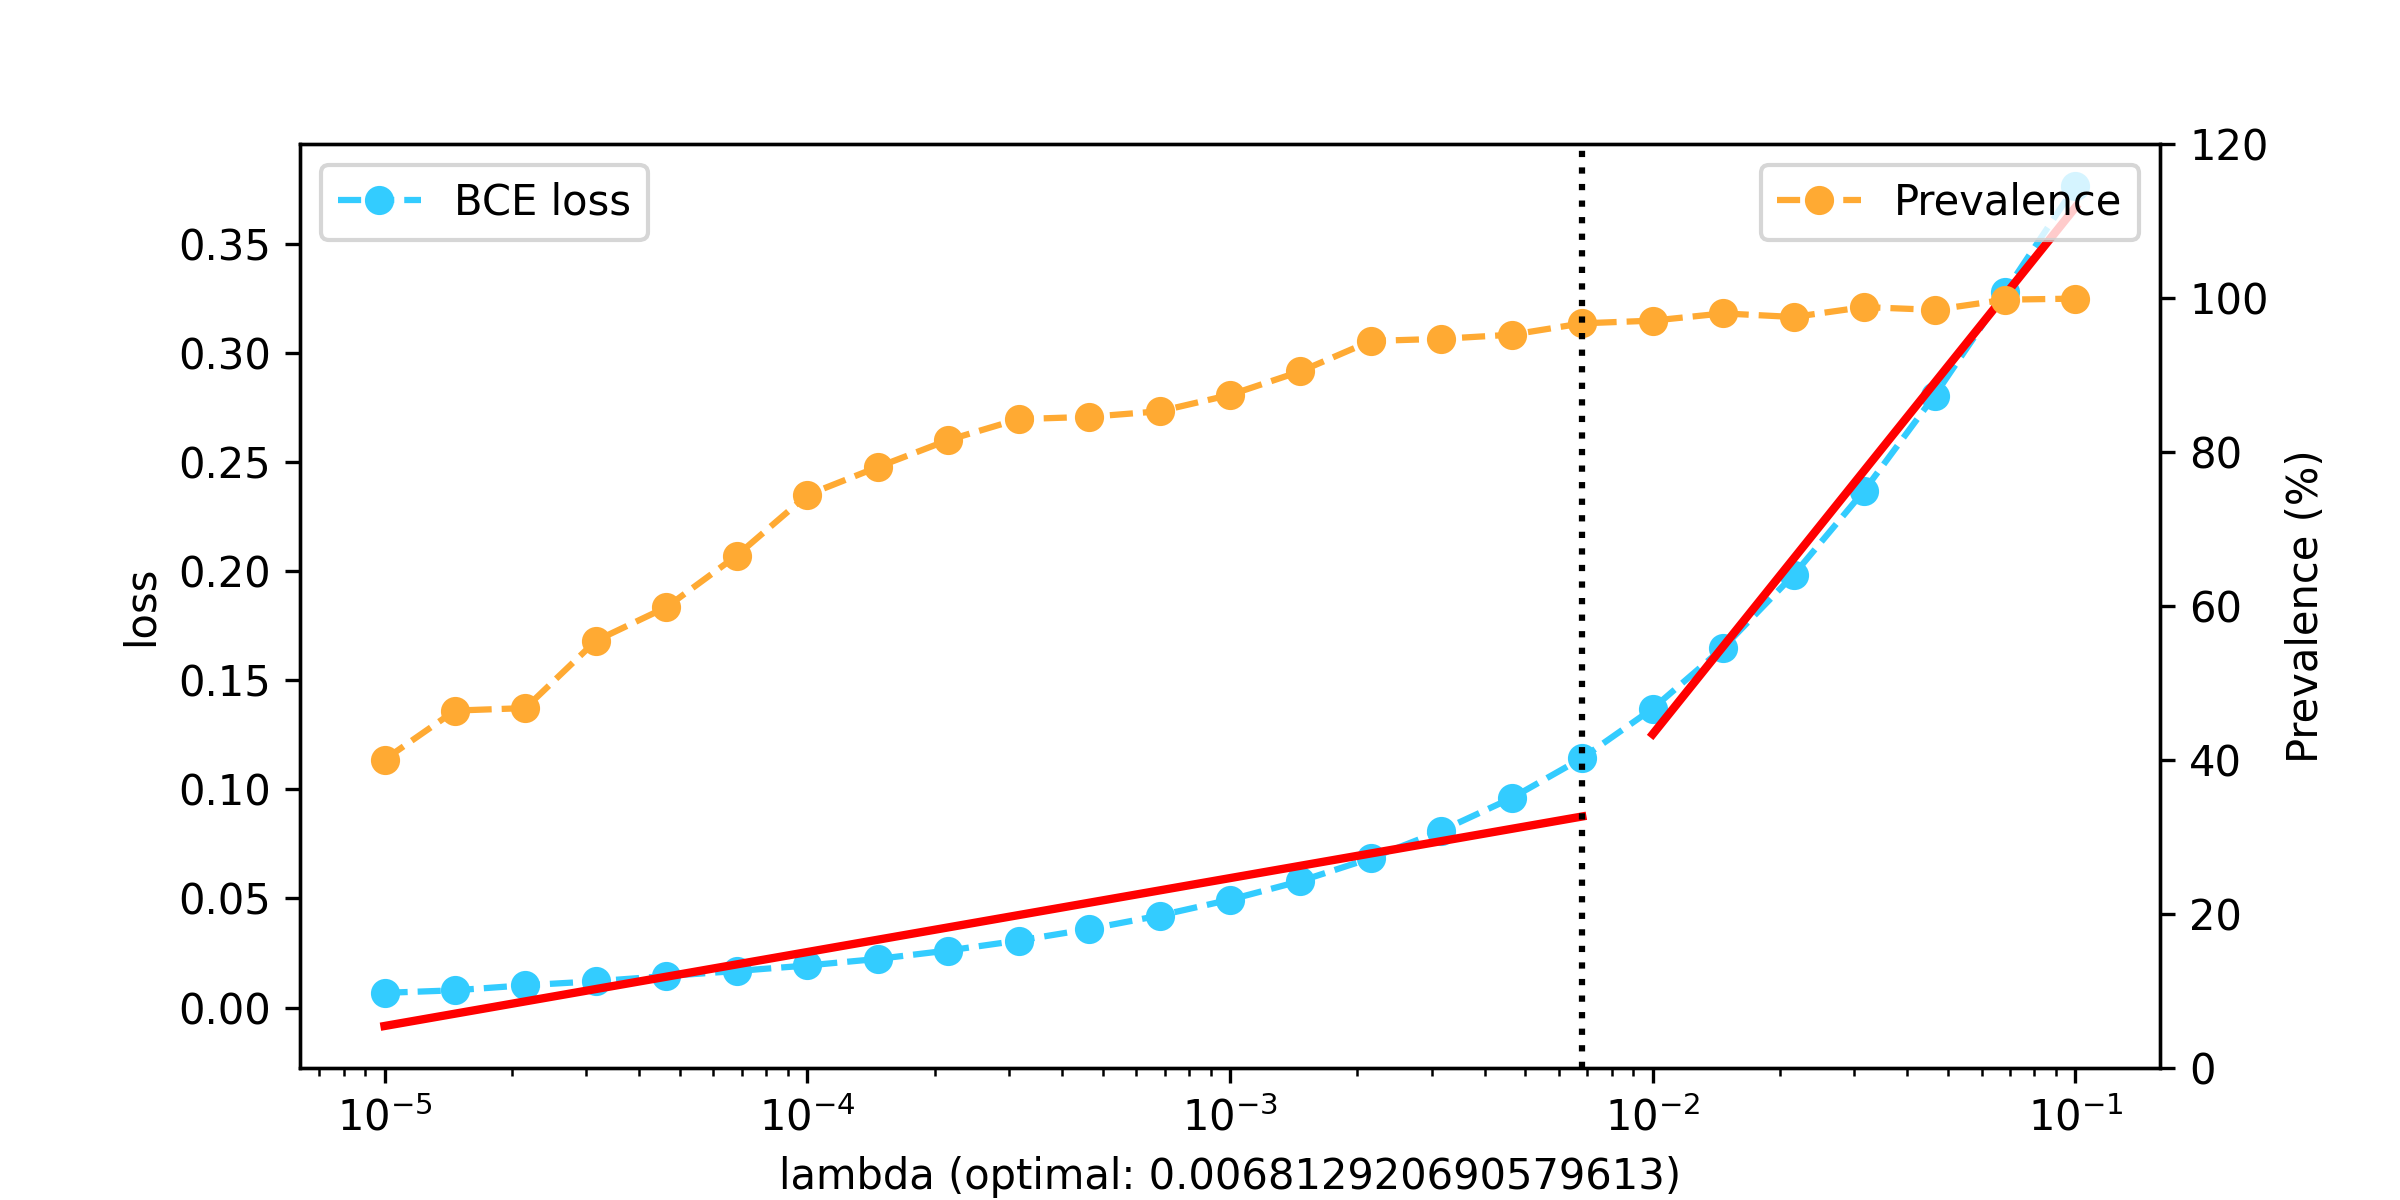 BCE loss
Prevalence
0.35
0.30
0.25
0.20
0.15
0.10
0.05
0.00
loss
120
100
80
60
40
20
0
Prevalence (%)
10⁻⁵ 10⁻⁴ 10⁻³ 10⁻² 10⁻¹
lambda (optimal: 0.006812920690579613)